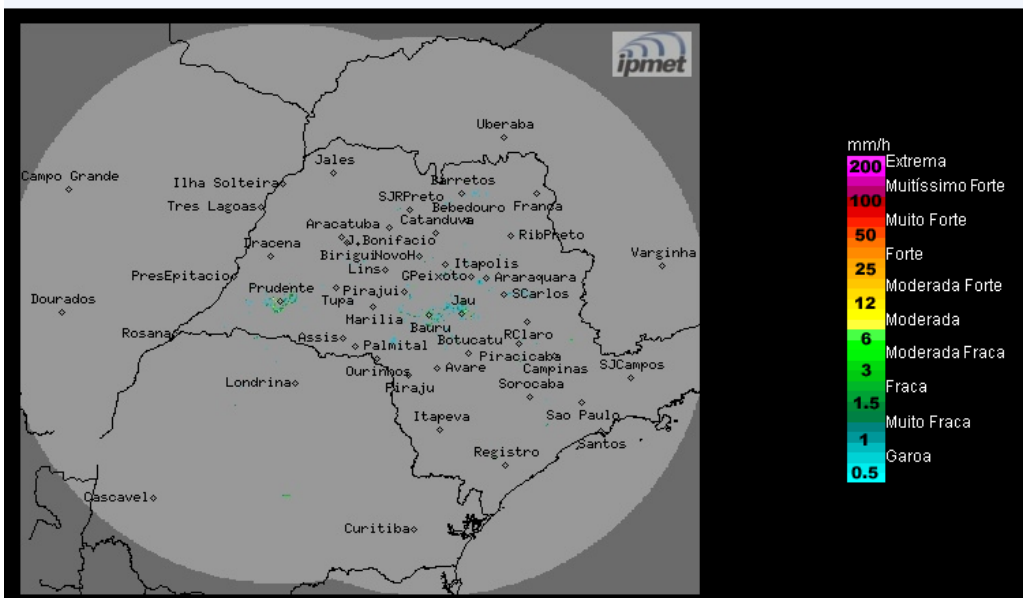 ipmet
Uberaba
Jales
Campo Grande
Ilha Solteira
Barretos
SJRPreto
Bebedouro
Franca
Tres Lagoas
Catanduva
Aracatuba
RibPreto
J.Bonifacio
Dracena
BiriguiNovoH
Varginha
Itapolis
Lins
PresEpitacio
GPeixoto
Araraquara
Prudente
Pirajui
SCarlos
Dourados
Tupa
Jau
Marilia
Bauru
Rosana
Assis
Botucatu
RClaro
Palmital
Piracicaba
Ourinhos
Avare
Campinas
SJCampos
Londrina
Piraju
Sorocaba
Itapeva
Sao Paulo
Santos
Registro
Cascavel
Curitiba
mm/h
200 Extrema
Muitíssimo Forte
100
Muito Forte
50
Forte
25
Moderada Forte
12
Moderada
6
Moderada Fraca
3
Fraca
1.5
Muito Fraca
1
Garoa
0.5